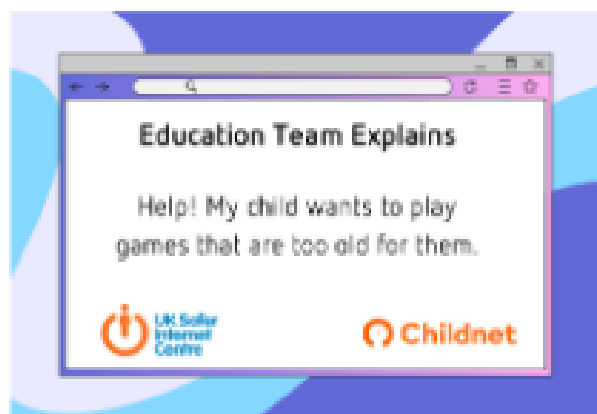 Education Team Explains
Help! My child wants to play
games that are too old for them.
UK Safer
Internet
Centre
Childnet